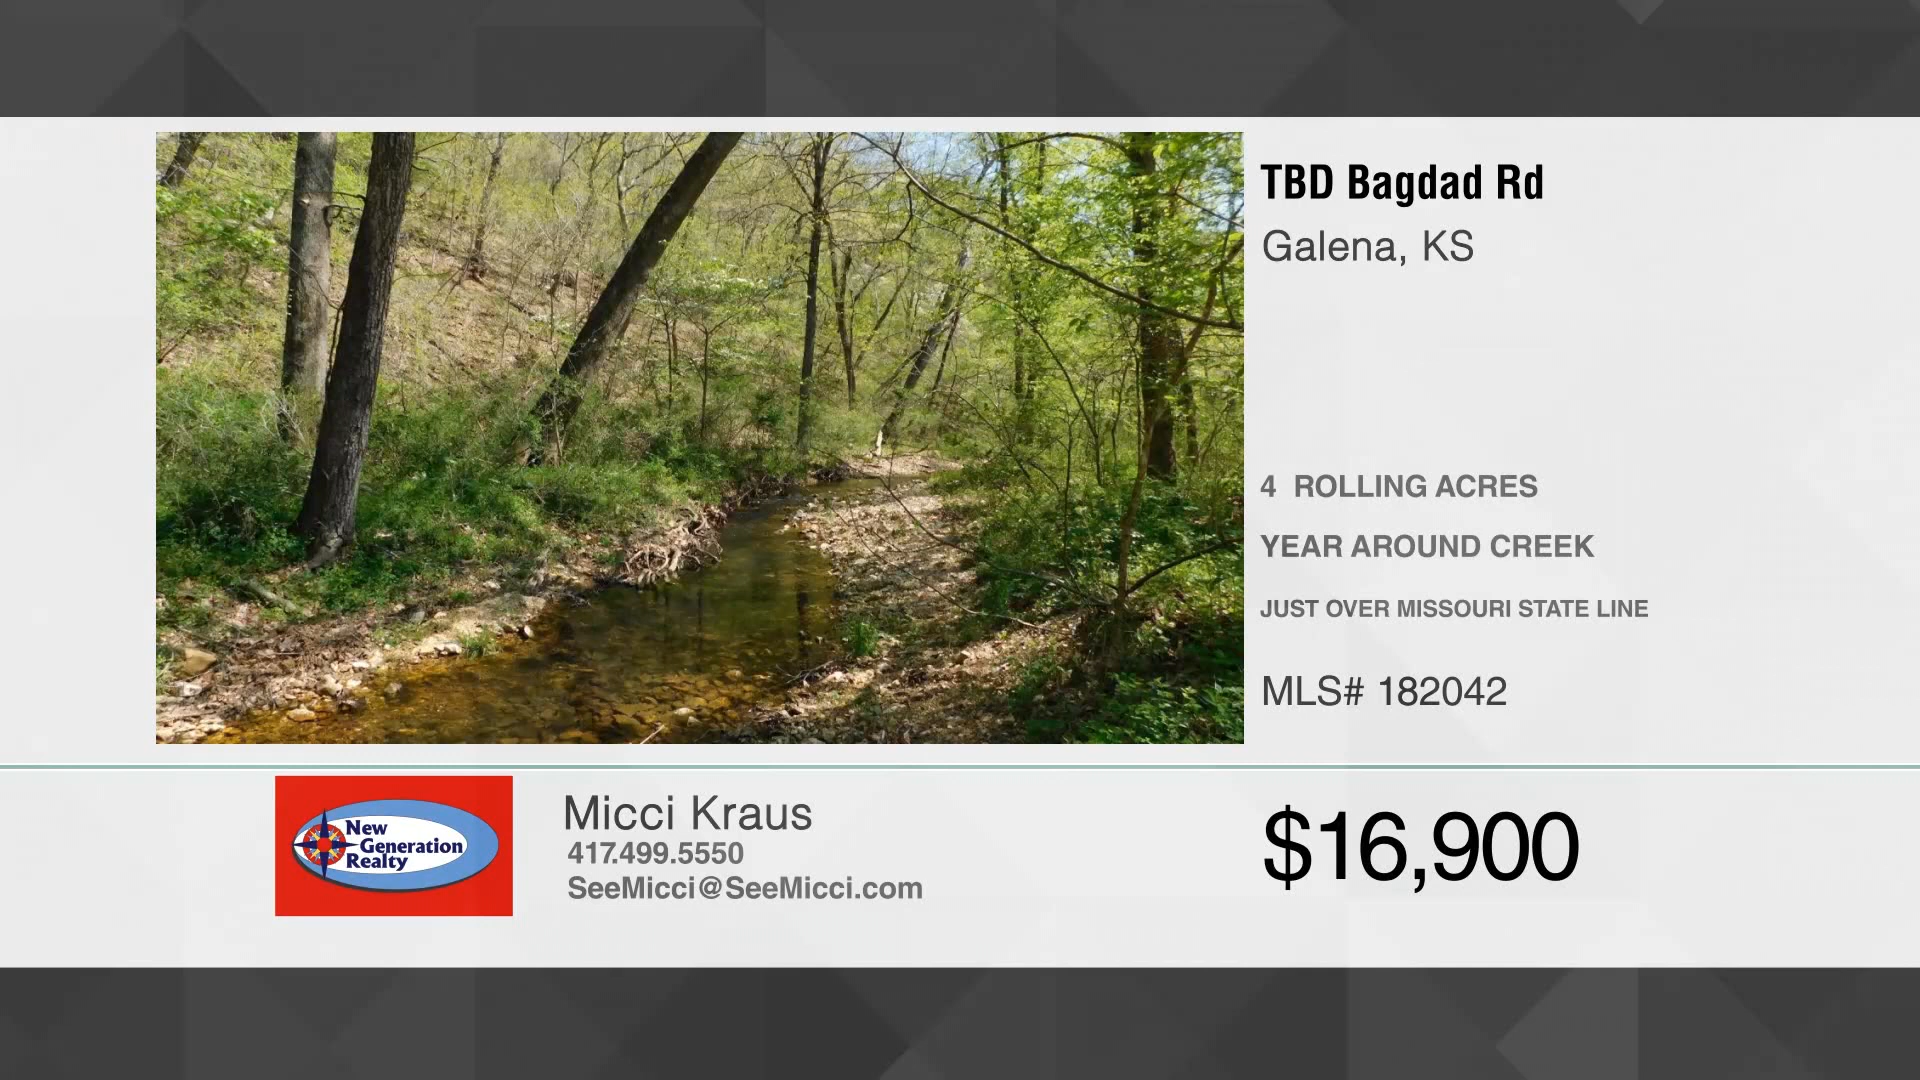 TBD Bagdad Rd
Galena, KS
4 ROLLING ACRES
YEAR AROUND CREEK
JUST OVER MISSOURI STATE LINE
MLS# 182042
New
Generation
Realty
Micci Kraus
417.499.5550
SeeMicci@SeeMicci.com
$16,900